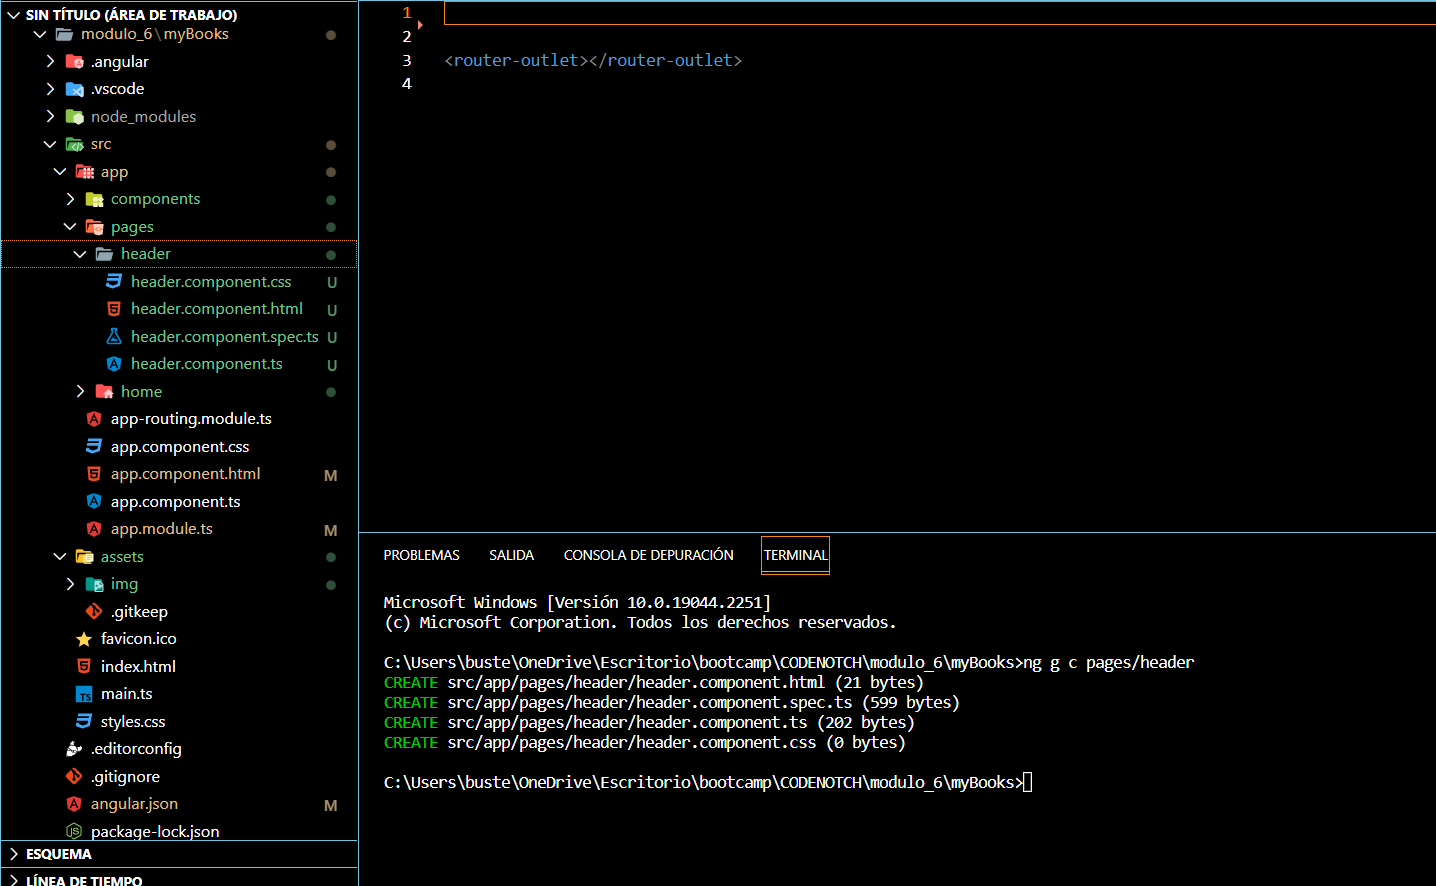 SIN TÍTULO (ÁREA DE TRABAJO)
modulo_6\myBooks
.angular
.vscode
node_modules
src
app
components
pages
header
header.component.css U
header.component.html U
header.component.spec.ts U
header.component.ts U
home
app-routing.module.ts
app.component.css
app.component.html M
app.component.ts
app.module.ts M
assets
img
.gitkeep
favicon.ico
index.html
main.ts
styles.css
.editorconfig
.gitignore
angular.json M
package-lock.json
ESQUEMA
LÍNEA DE TIEMPO
1
2
3 <router-outlet></router-outlet>
4
PROBLEMAS SALIDA CONSOLA DE DEPURACIÓN TERMINAL
Microsoft Windows [Versión 10.0.19044.2251]
(c) Microsoft Corporation. Todos los derechos reservados.
C:\Users\buste\OneDrive\Escritorio\bootcamp\CODENOTCH\modulo_6\myBooks>ng g c pages/header
CREATE src/app/pages/header/header.component.html (21 bytes)
CREATE src/app/pages/header/header.component.spec.ts (599 bytes)
CREATE src/app/pages/header/header.component.ts (202 bytes)
CREATE src/app/pages/header/header.component.css (0 bytes)
C:\Users\buste\OneDrive\Escritorio\bootcamp\CODENOTCH\modulo_6\myBooks>